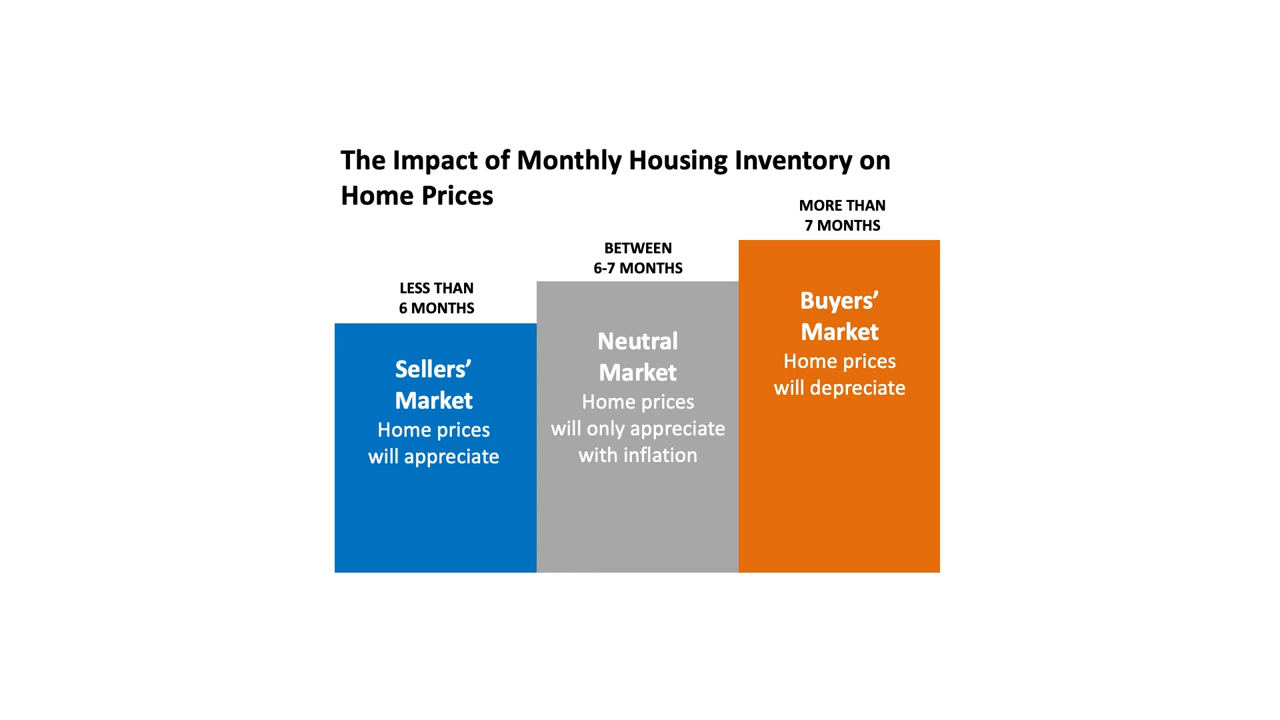 The Impact of Monthly Housing Inventory on
Home Prices
LESS THAN
6 MONTHS
Sellers’
Market
Home prices
will appreciate
BETWEEN
6-7 MONTHS
Neutral
Market
Home prices
will only appreciate
with inflation
MORE THAN
7 MONTHS
Buyers’
Market
Home prices
will depreciate